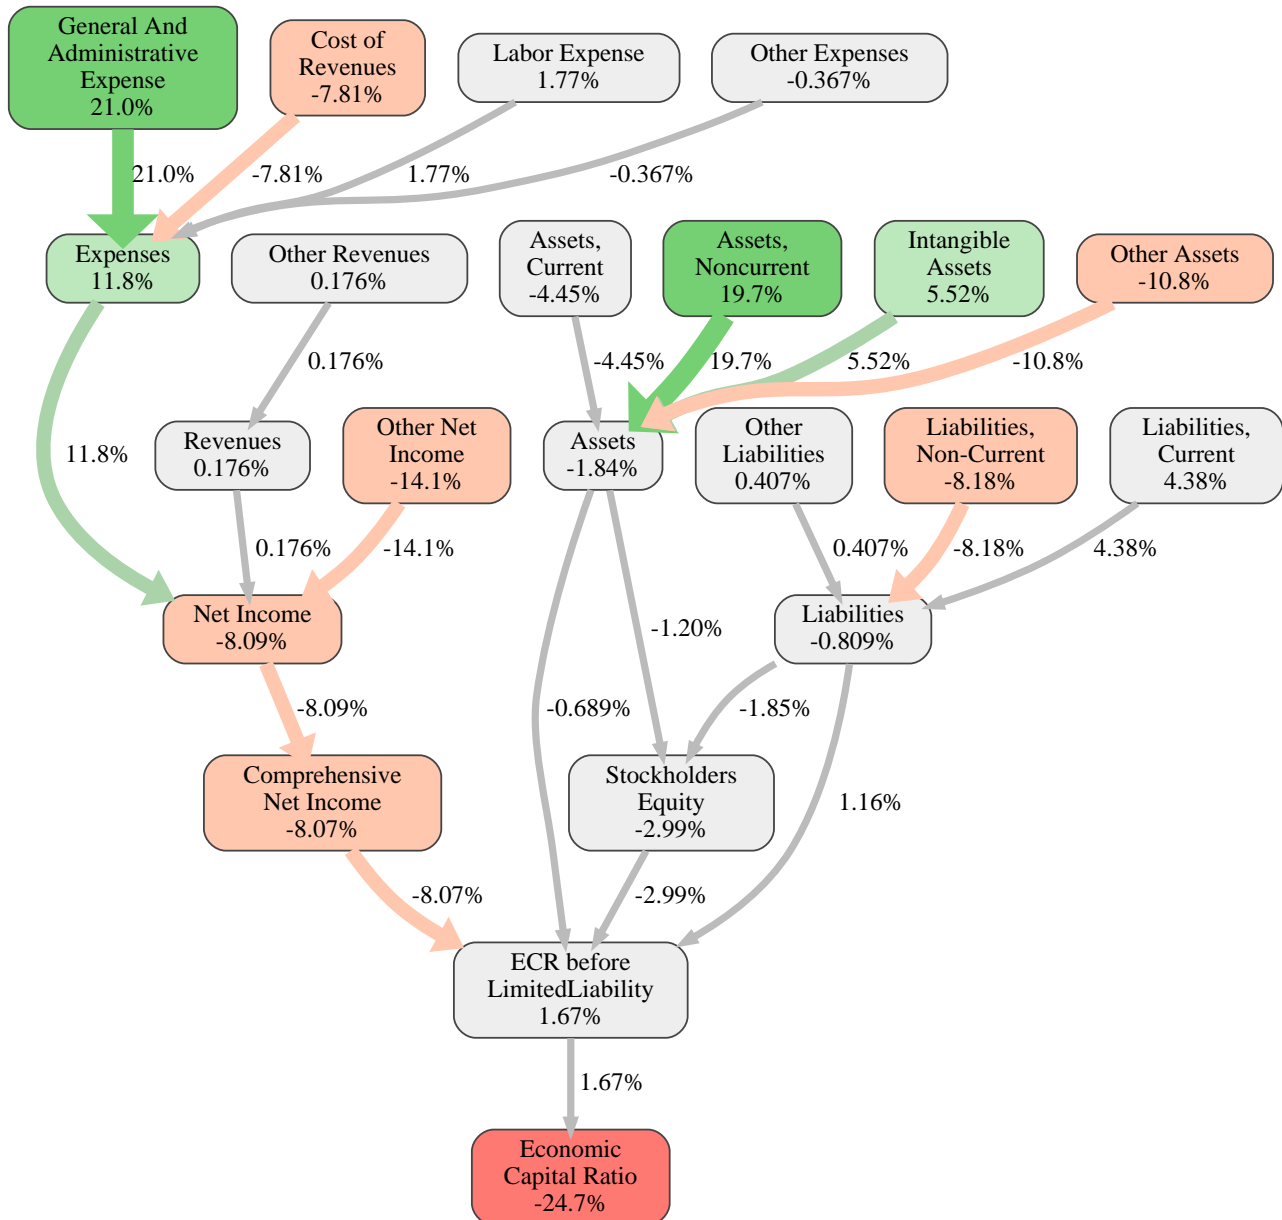 General And
Administrative
Expense
21.0%
Cost of
Revenues
-7.81%
Labor Expense
1.77%
Other Expenses
-0.367%
21.0%
-7.81%
1.77%
-0.367%
Expenses
11.8%
Other Revenues
0.176%
Assets,
Current
-4.45%
Assets,
Noncurrent
19.7%
Intangible
Assets
5.52%
Other Assets
-10.8%
0.176%
-4.45%
19.7%
5.52%
-10.8%
11.8%
Revenues
0.176%
Other Net
Income
-14.1%
Assets
-1.84%
Other
Liabilities
0.407%
Liabilities,
Non-Current
-8.18%
Liabilities,
Current
4.38%
0.176%
-14.1%
0.407%
-8.18%
4.38%
Net Income
-8.09%
-1.20%
Liabilities
-0.809%
-8.09%
-0.689%
-1.85%
Comprehensive
Net Income
-8.07%
Stockholders
Equity
-2.99%
1.16%
-8.07%
-2.99%
ECR before
LimitedLiability
1.67%
1.67%
Economic
Capital Ratio
-24.7%